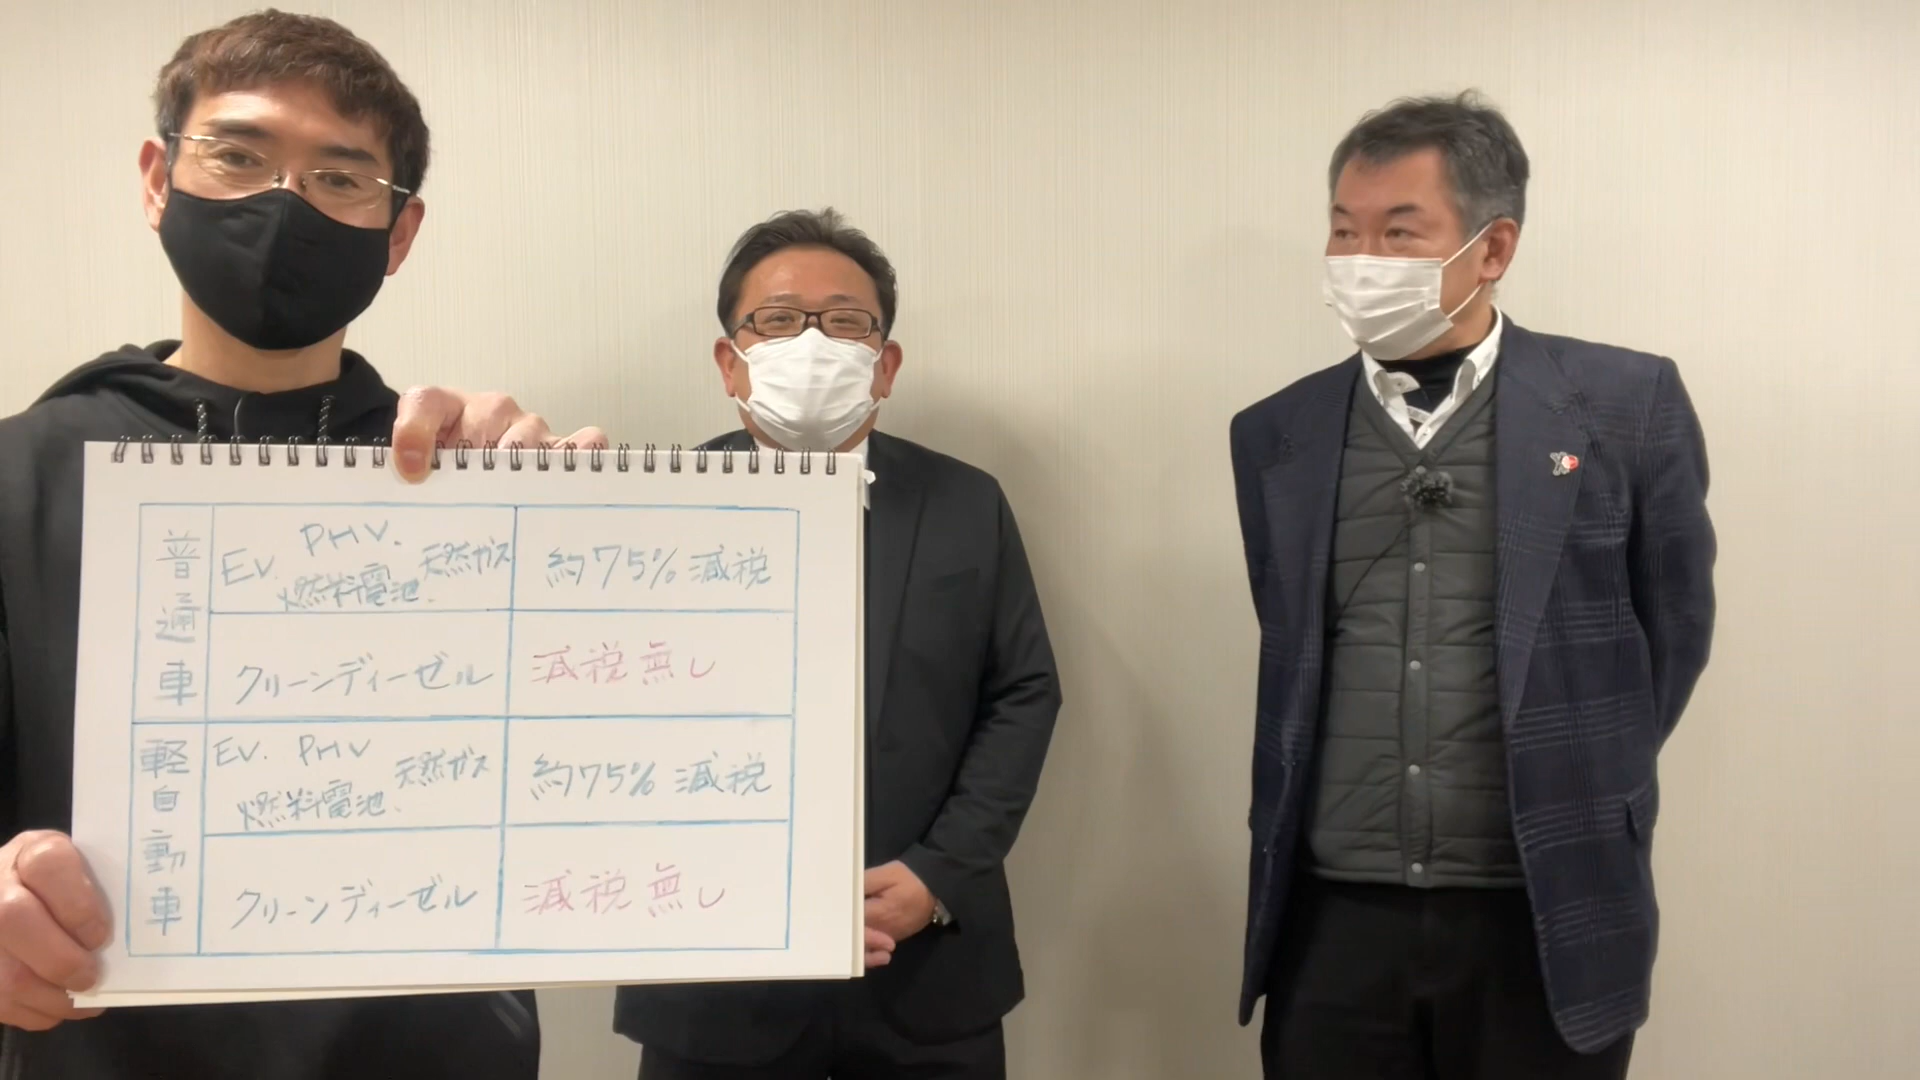 普通車
EV. PHV.
燃料電池. 天然ガス
約75%減税
クリーンディーゼル
減税無し
軽自動車
EV. PHV
燃料電池. 天然ガス
約75%減税
クリーンディーゼル
減税無し